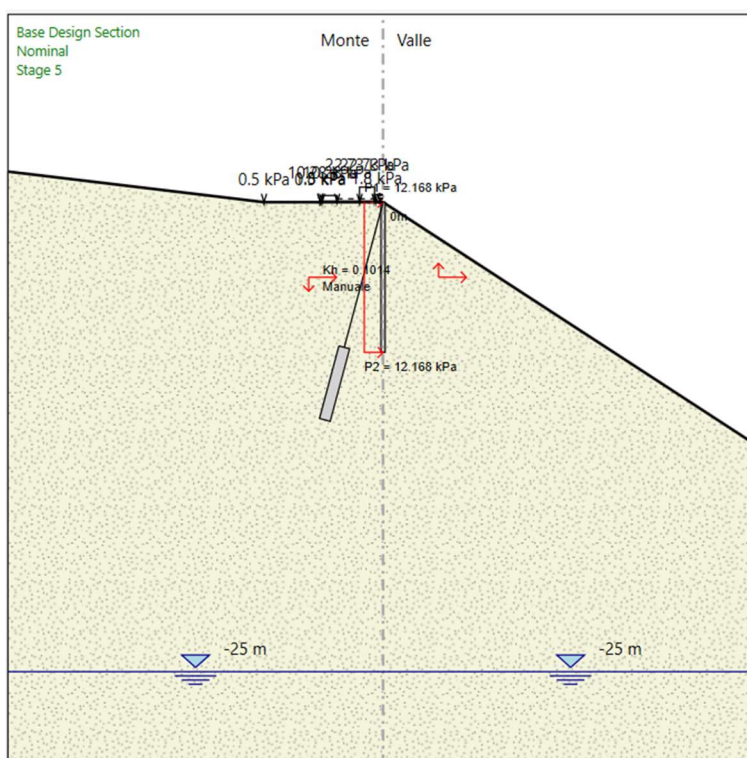 Base Design Section
Nominal
Stage 5
Monte
Valle
0.5 kPa
1.8 kPa
P1 = 12.168 kPa
0m
Kh = 0.1014
Manuale
P2 = 12.168 kPa
-25 m
-25 m